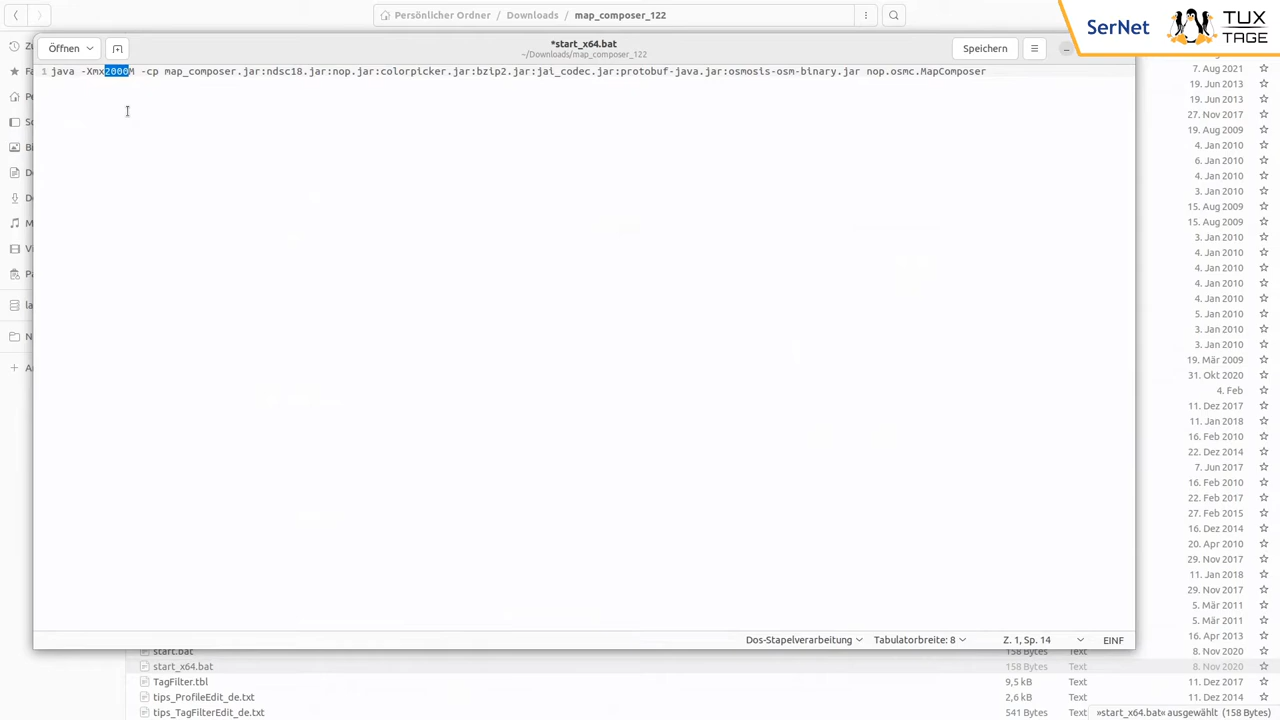 Persönlicher Ordner / Downloads / map_composer_122
SerNet
TUX
TAGE
Öffnen
*start_x64.bat
~/Downloads/map_composer_122
Speichern
1 java -Xmx2000M -cp map_composer.jar:ndsc18.jar:nop.jar:colorpicker.jar:bzip2.jar:jai_codec.jar:protobuf-java.jar:osmosis-osm-binary.jar nop.osmc.MapComposer
7. Aug 2021
19. Jun 2013
19. Jun 2013
24. Nov 2017
19. Aug 2009
4. Jan 2010
6. Jan 2010
4. Jan 2010
3. Jan 2010
15. Aug 2009
15. Aug 2009
3. Jan 2010
4. Jan 2010
4. Jan 2010
4. Jan 2010
4. Jan 2010
5. Jan 2010
3. Jan 2010
3. Jan 2010
19. Mär 2009
31. Okt 2020
4. Feb
11. Dez 2017
11. Jan 2018
16. Feb 2010
22. Dez 2014
7. Jun 2017
16. Feb 2010
22. Feb 2017
27. Feb 2015
16. Dez 2014
20. Apr 2010
29. Nov 2017
11. Jan 2018
29. Nov 2017
5. Mär 2011
5. Mär 2011
16. Apr 2013
Dos-Stapelverarbeitung Tabulatorbreite: 8 Z. 1, Sp. 14 EINF
start.bat 158 Bytes Text 8. Nov 2020
start_x64.bat 158 Bytes Text 8. Nov 2020
TagFilter.tbl 9,5 kB Text 11. Dez 2017
tips_ProfileEdit_de.txt 2,6 kB Text 11. Dez 2014
tips_TagFilterEdit_de.txt 541 Bytes Text
»start_x64.bat« ausgewählt (158 Bytes)